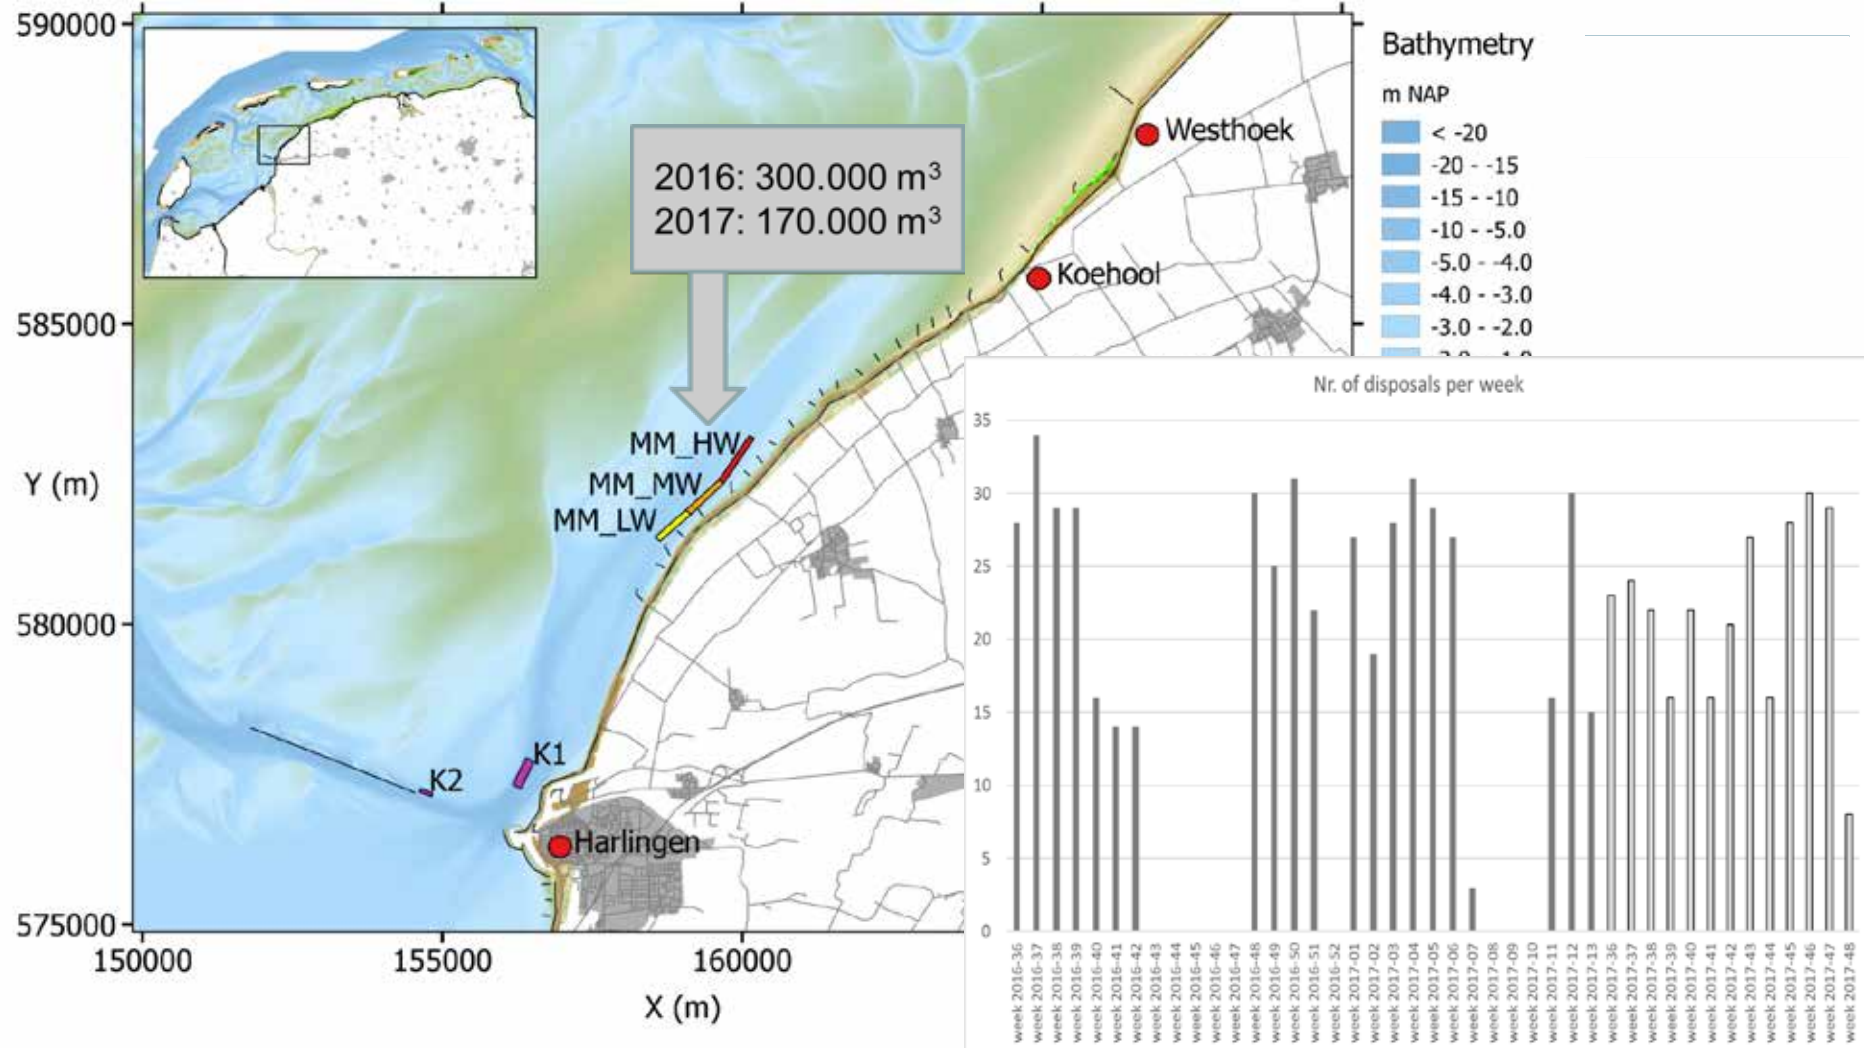 590000
585000
Y (m)
580000
575000
150000
155000
160000
X (m)
2016: 300.000 m³
2017: 170.000 m³
Westhoek
Koehool
MM_HW
MM_MW
MM_LW
K1
K2
Harlingen
Bathymetry
m NAP
< -20
-20 - -15
-15 - -10
-10 - -5.0
-5.0 - -4.0
-4.0 - -3.0
-3.0 - -2.0
Nr. of disposals per week
35
30
25
20
15
10
5
0
week 2016-36
week 2016-37
week 2016-38
week 2016-39
week 2016-40
week 2016-41
week 2016-42
week 2016-43
week 2016-44
week 2016-45
week 2016-46
week 2016-47
week 2016-48
week 2016-49
week 2016-50
week 2016-51
week 2016-52
week 2017-01
week 2017-02
week 2017-03
week 2017-04
week 2017-05
week 2017-06
week 2017-07
week 2017-08
week 2017-09
week 2017-10
week 2017-11
week 2017-12
week 2017-13
week 2017-36
week 2017-37
week 2017-38
week 2017-39
week 2017-40
week 2017-41
week 2017-42
week 2017-43
week 2017-44
week 2017-45
week 2017-46
week 2017-47
week 2017-48